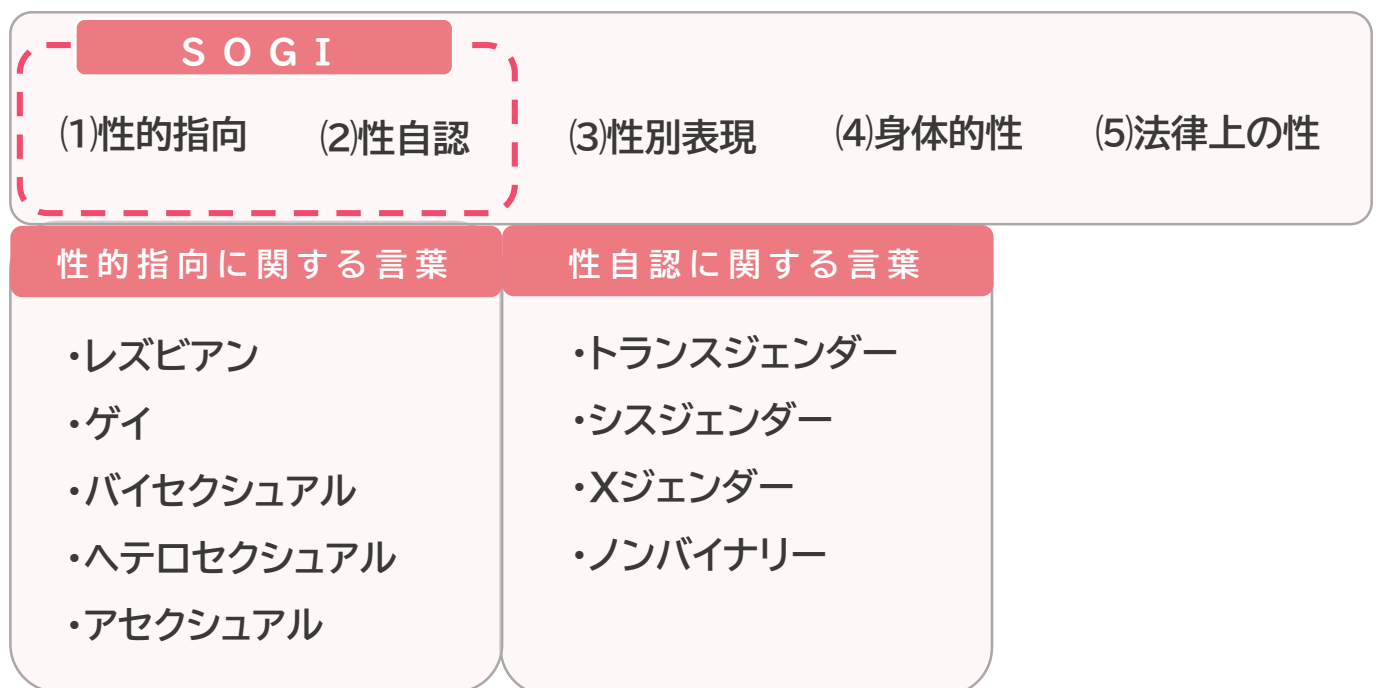 SOGI
⑴性的指向 ⑵性自認 ⑶性別表現 ⑷身体的性 ⑸法律上の性
性的指向に関する言葉
・レズビアン
・ゲイ
・バイセクシュアル
・ヘテロセクシュアル
・アセクシュアル
性自認に関する言葉
・トランスジェンダー
・シスジェンダー
・Xジェンダー
・ノンバイナリー